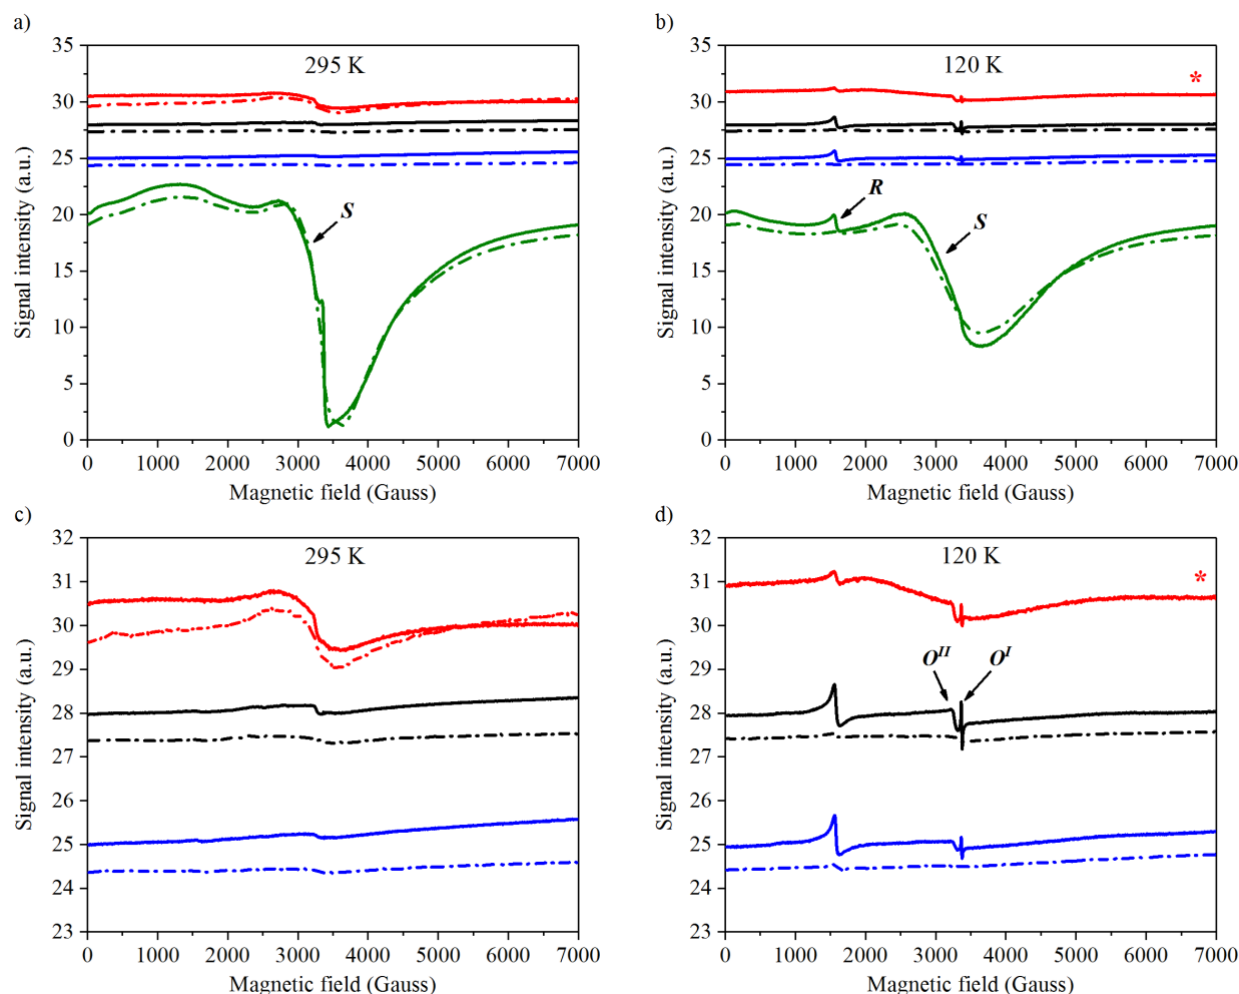 a)
295 K
35
30
25
20
15
10
5
0
S
0 1000 2000 3000 4000 5000 6000 7000
Signal intensity (a.u.)
Magnetic field (Gauss)
b)
120 K
*
35
30
25
20
15
10
5
0
R
S
0 1000 2000 3000 4000 5000 6000 7000
Signal intensity (a.u.)
Magnetic field (Gauss)
c)
295 K
32
31
30
29
28
27
26
25
24
23
0 1000 2000 3000 4000 5000 6000 7000
Signal intensity (a.u.)
Magnetic field (Gauss)
d)
120 K
*
32
31
30
29
28
27
26
25
24
23
O^II O^I
0 1000 2000 3000 4000 5000 6000 7000
Signal intensity (a.u.)
Magnetic field (Gauss)